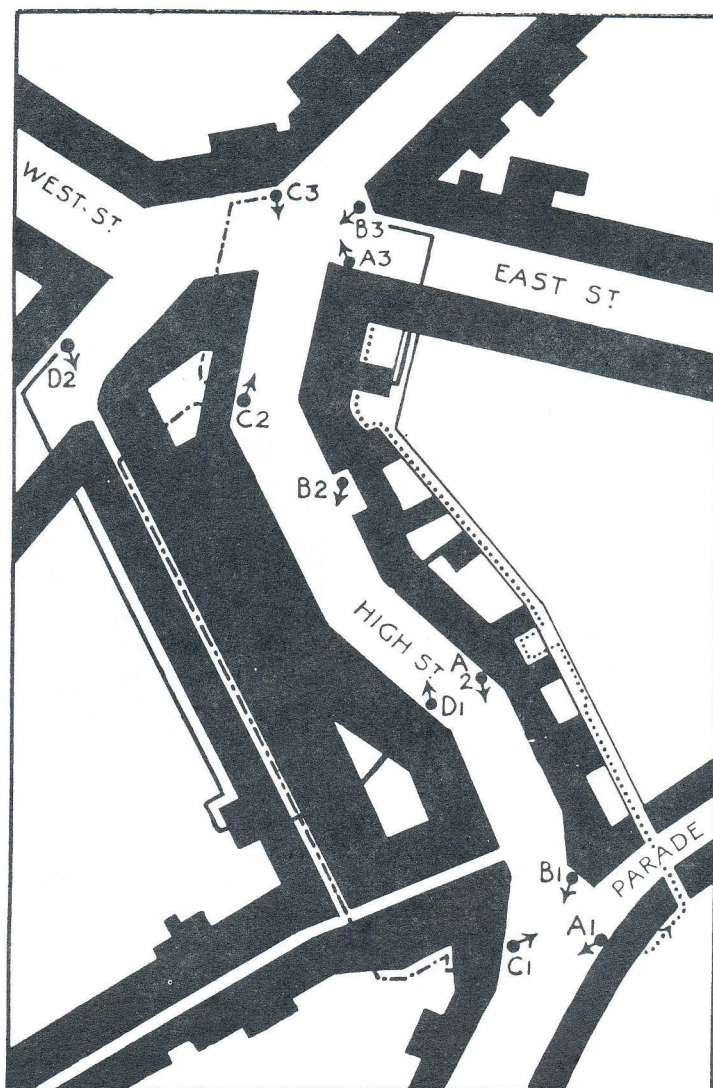 WEST. ST.
C3
B3
A3
EAST ST.
D2
C2
B2
HIGH ST.
A
2
D1
B1
PARADE
A1
C1